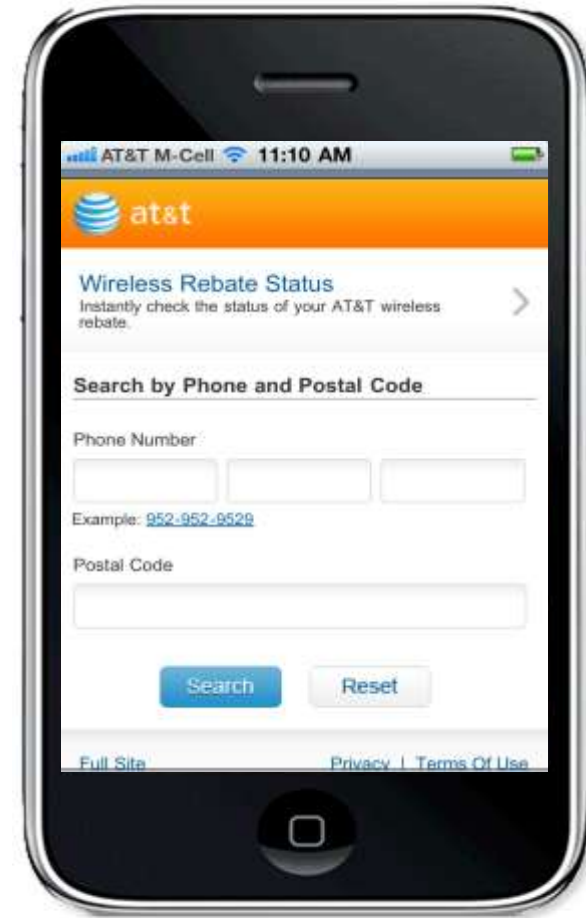 AT&T M-Cell 11:10 AM
at&t
Wireless Rebate Status
Instantly check the status of your AT&T wireless
rebate.
Search by Phone and Postal Code
Phone Number
Example: 952-952-9529
Postal Code
Search Reset
Full Site Privacy | Terms Of Use